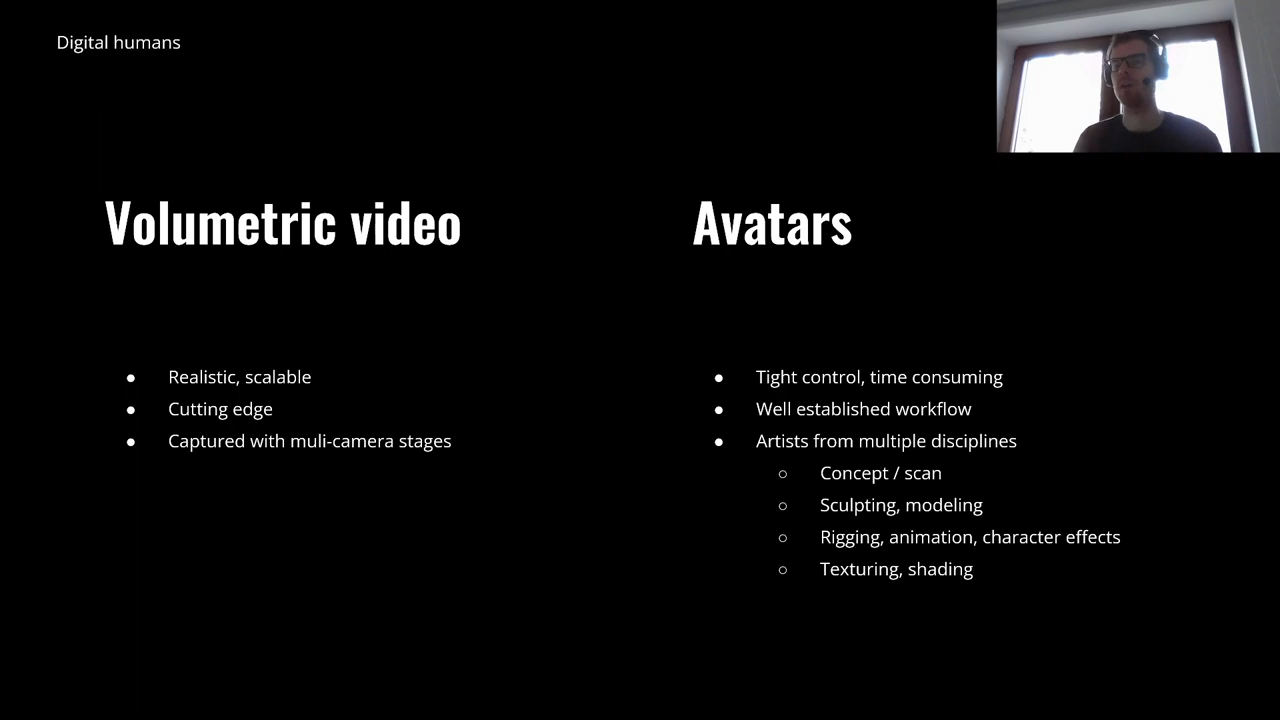 Digital humans
Volumetric video
● Realistic, scalable
● Cutting edge
● Captured with muli-camera stages
Avatars
● Tight control, time consuming
● Well established workflow
● Artists from multiple disciplines
○ Concept / scan
○ Sculpting, modeling
○ Rigging, animation, character effects
○ Texturing, shading